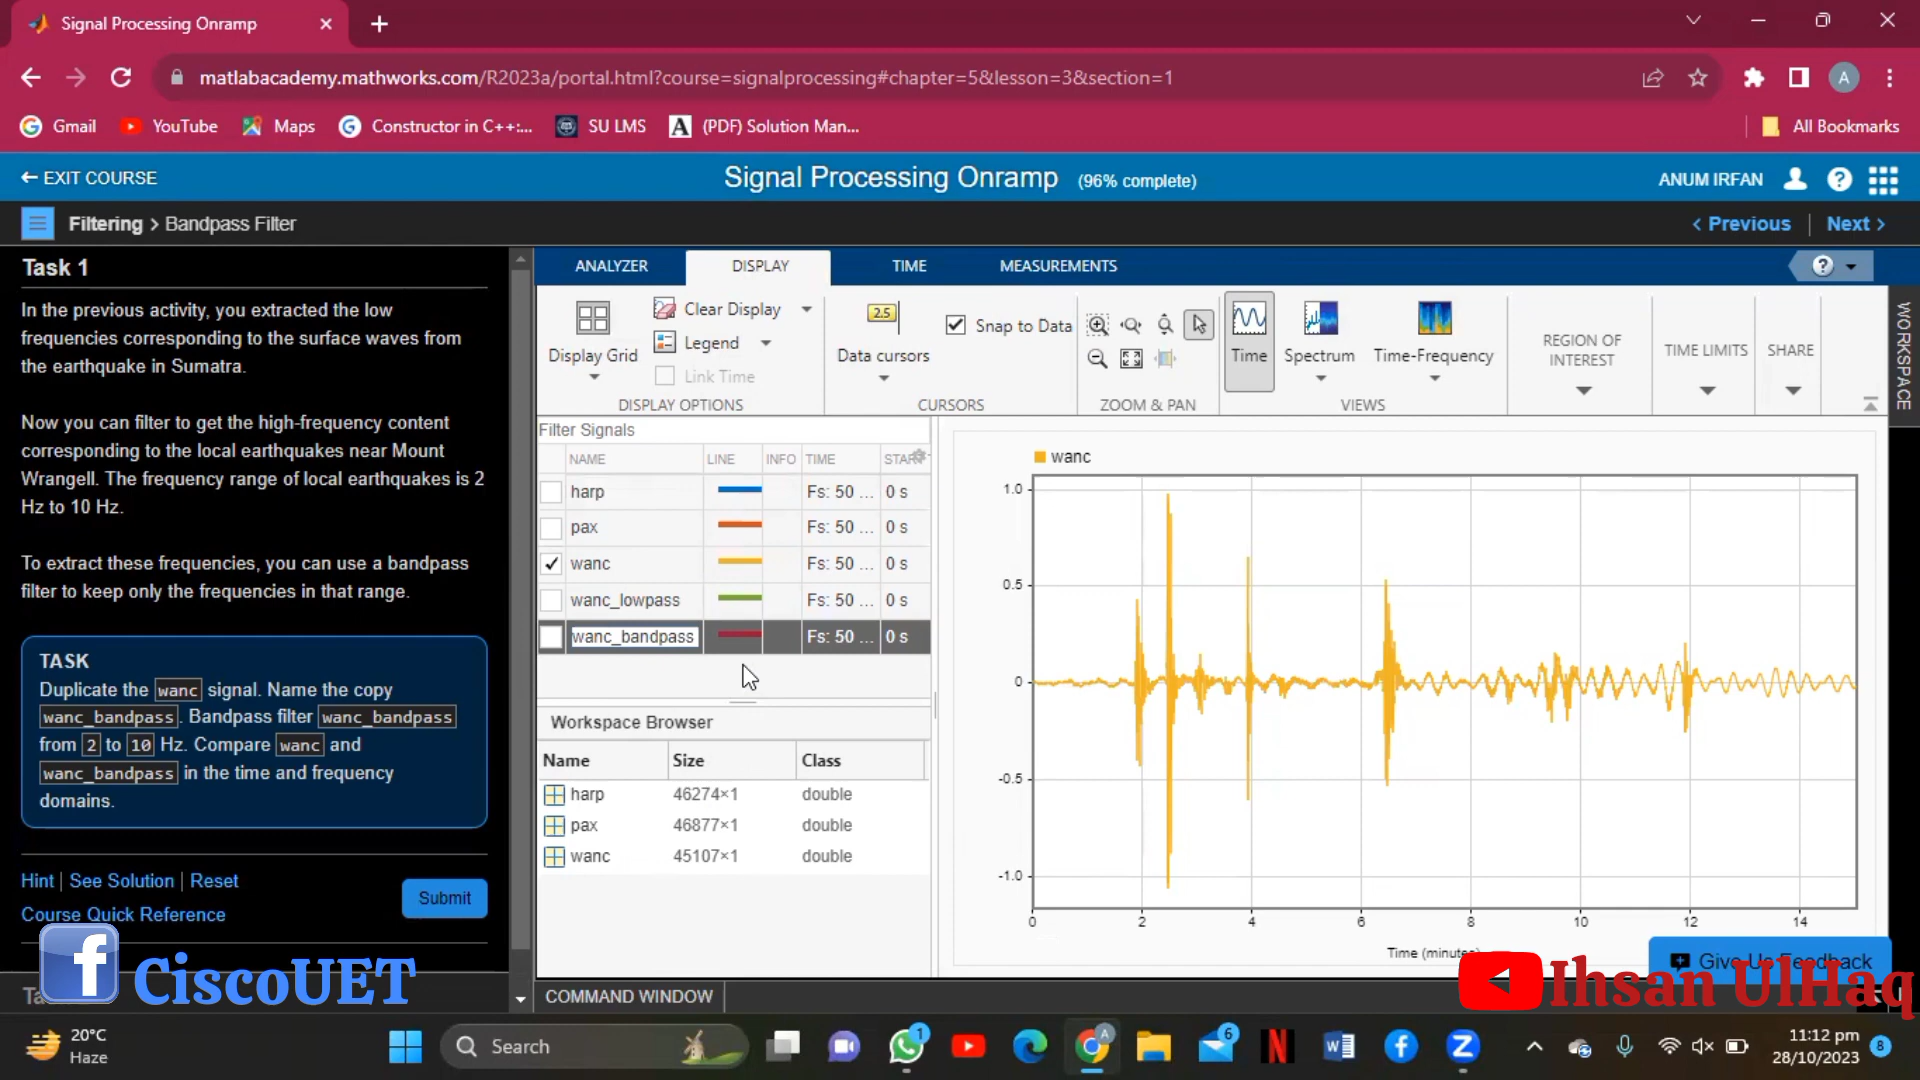 Signal Processing Onramp
matlabacademy.mathworks.com/R2023a/portal.html?course=signalprocessing#chapter=5&lesson=3&section=1
A
Gmail YouTube Maps Constructor in C++:... SU LMS (PDF) Solution Man... All Bookmarks
EXIT COURSE Signal Processing Onramp (96% complete) ANUM IRFAN
Filtering > Bandpass Filter < Previous | Next >
Task 1
In the previous activity, you extracted the low
frequencies corresponding to the surface waves from
the earthquake in Sumatra.
Now you can filter to get the high-frequency content
corresponding to the local earthquakes near Mount
Wrangell. The frequency range of local earthquakes is 2
Hz to 10 Hz.
To extract these frequencies, you can use a bandpass
filter to keep only the frequencies in that range.
TASK
Duplicate the wanc signal. Name the copy
wanc_bandpass. Bandpass filter wanc_bandpass
from 2 to 10 Hz. Compare wanc and
wanc_bandpass in the time and frequency
domains.
Hint | See Solution | Reset
Submit
Course Quick Reference
ANALYZER DISPLAY TIME MEASUREMENTS
Display Grid
Clear Display
Legend
Link Time
DISPLAY OPTIONS
2.5
Data cursors
Snap to Data
CURSORS
ZOOM & PAN
Time Spectrum Time-Frequency
VIEWS
REGION OF
INTEREST
TIME LIMITS
SHARE
WORKSPACE
Filter Signals
NAME LINE INFO TIME START
harp Fs: 50 ... 0 s
pax Fs: 50 ... 0 s
wanc Fs: 50 ... 0 s
wanc_lowpass Fs: 50 ... 0 s
wanc_bandpass Fs: 50 ... 0 s
Workspace Browser
Name Size Class
harp 46274×1 double
pax 46877×1 double
wanc 45107×1 double
wanc
1.0
0.5
0
-0.5
-1.0
0 2 4 6 8 10 12 14
Time (minutes)
Give Us Feedback
COMMAND WINDOW
f CiscoUET
Ihsan UlHaq
20°C
Haze
Search
1
A
6
11:12 pm
28/10/2023
8